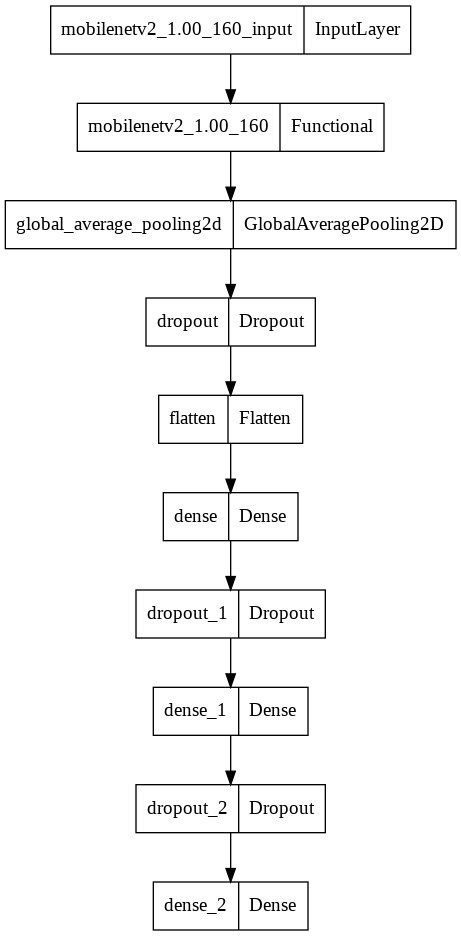 mobilenetv2_1.00_160_input InputLayer
mobilenetv2_1.00_160 Functional
global_average_pooling2d GlobalAveragePooling2D
dropout Dropout
flatten Flatten
dense Dense
dropout_1 Dropout
dense_1 Dense
dropout_2 Dropout
dense_2 Dense